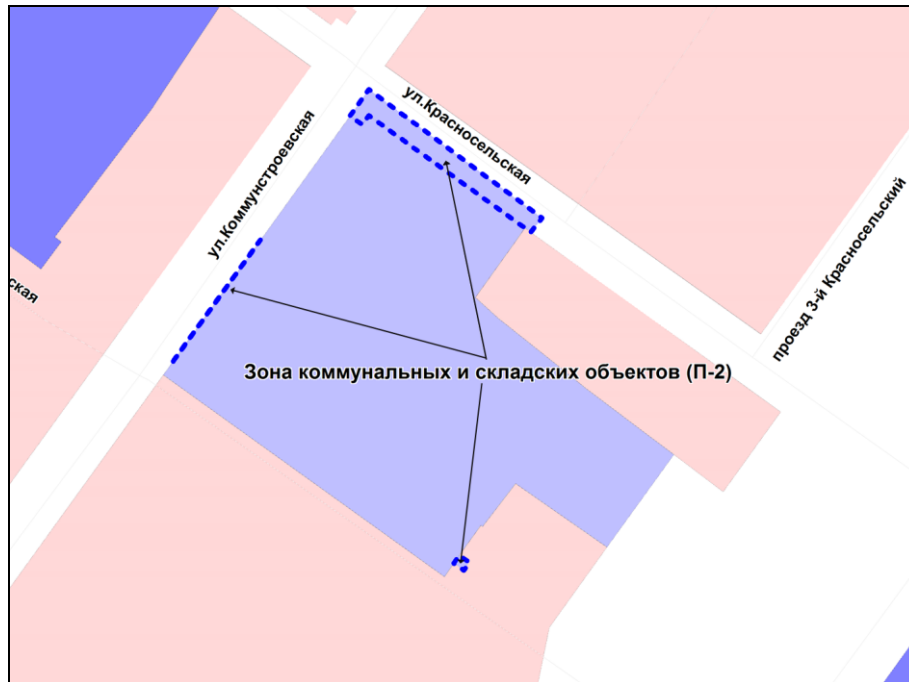 ул.Красносельская
ул.Коммунстроевская
проезд 3-й Красносельский
ская
Зона коммунальных и складских объектов (П-2)